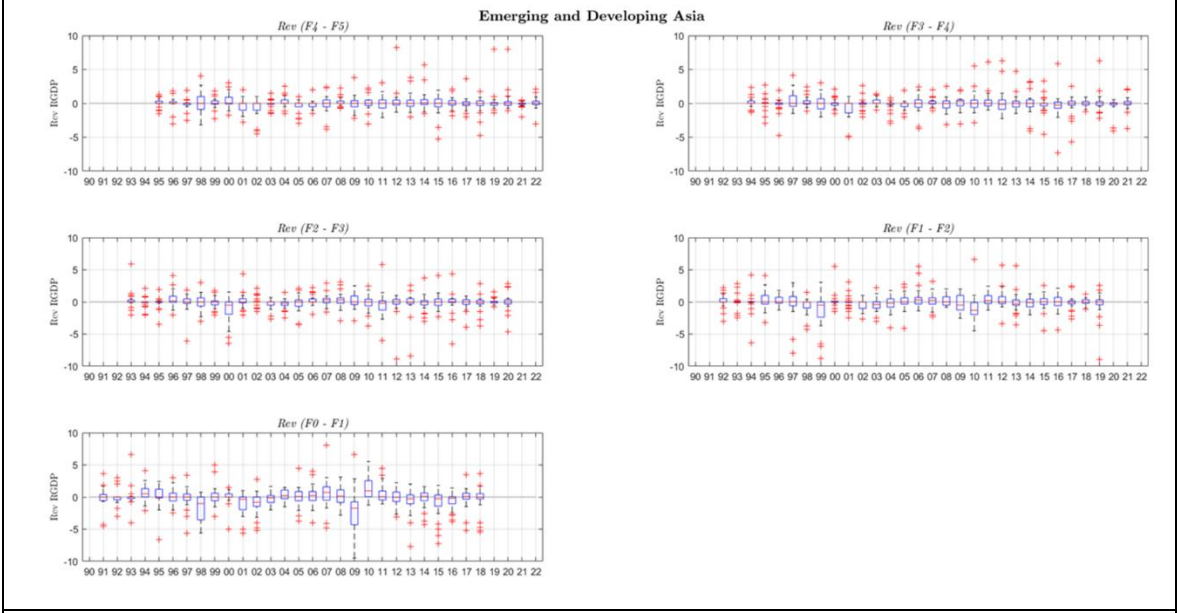 Emerging and Developing Asia
Rev (F4 - F5)
10
5
0
-5
-10
Rev RGDP
90 91 92 93 94 95 96 97 98 99 00 01 02 03 04 05 06 07 08 09 10 11 12 13 14 15 16 17 18 19 20 21 22
Rev (F3 - F4)
10
5
0
-5
-10
Rev RGDP
90 91 92 93 94 95 96 97 98 99 00 01 02 03 04 05 06 07 08 09 10 11 12 13 14 15 16 17 18 19 20 21 22
Rev (F2 - F3)
10
5
0
-5
-10
Rev RGDP
90 91 92 93 94 95 96 97 98 99 00 01 02 03 04 05 06 07 08 09 10 11 12 13 14 15 16 17 18 19 20 21 22
Rev (F1 - F2)
10
5
0
-5
-10
Rev RGDP
90 91 92 93 94 95 96 97 98 99 00 01 02 03 04 05 06 07 08 09 10 11 12 13 14 15 16 17 18 19 20 21 22
Rev (F0 - F1)
10
5
0
-5
-10
Rev RGDP
90 91 92 93 94 95 96 97 98 99 00 01 02 03 04 05 06 07 08 09 10 11 12 13 14 15 16 17 18 19 20 21 22